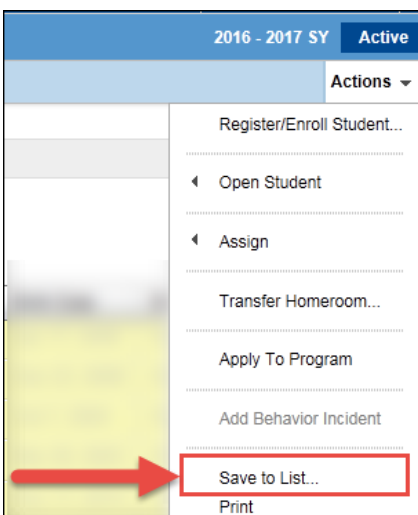 2016 - 2017 SY Active
Actions
Register/Enroll Student...
Open Student
Assign
Transfer Homeroom...
Apply To Program
Add Behavior Incident
Save to List...
Print